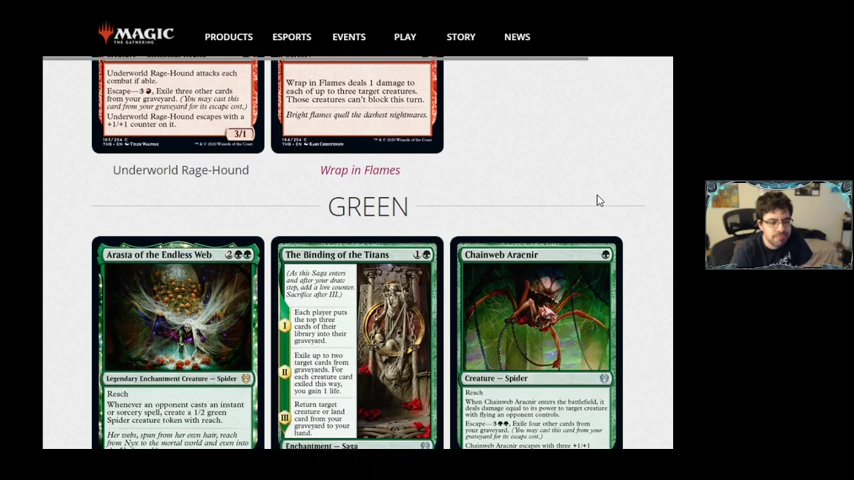 MAGIC
THE GATHERING
PRODUCTS
ESPORTS
EVENTS
PLAY
STORY
NEWS
Underworld Rage-Hound attacks each
combat if able.
Escape—3, Exile three other cards
from your graveyard. (You may cast this
card from your graveyard for its escape cost.)
Underworld Rage-Hound escapes with a
+1/+1 counter on it.
3/1
Wrap in Flames deals 1 damage to
each of up to three target creatures.
Those creatures can't block this turn.
Bright flames quell the darkest nightmares.
Underworld Rage-Hound
Wrap in Flames
GREEN
Arasta of the Endless Web 2
Legendary Enchantment Creature — Spider
Reach
Whenever an opponent casts an instant
or sorcery spell, create a 1/2 green
Spider creature token with reach.
Her webs, spun from her own hair, reach
from Nyx to the mortal world and even into
The Binding of the Titans 1
(As this Saga enters
and after your draw
step, add a lore counter.
Sacrifice after III.)
I
Each player puts
the top three
cards of their
library into their
graveyard.
II
Exile up to two
target cards from
graveyards. For
each creature card
exiled this way,
you gain 1 life.
III
Return target
creature or land
card from your
graveyard to your
hand.
Enchantment — Saga
Chainweb Aracnir
Creature — Spider
Reach
When Chainweb Aracnir enters the battlefield, it
deals damage equal to its power to target creature
with flying an opponent controls.
Escape—3, Exile four other cards from
your graveyard. (You may cast this card from your
graveyard for its escape cost.)
Chainweb Aracnir escapes with three +1/+1